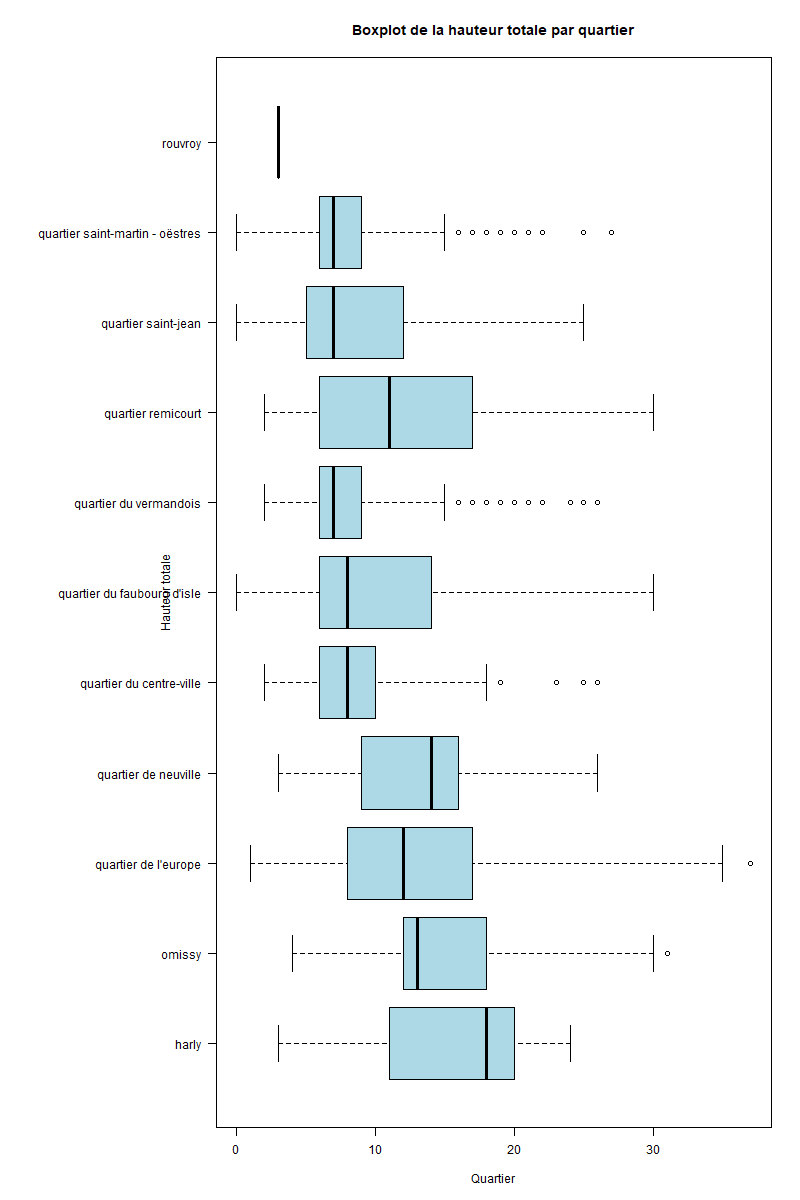 Boxplot de la hauteur totale par quartier
rouvroy
quartier saint-martin - oëstres
quartier saint-jean
quartier remicourt
quartier du vermandois
Hauteur totale
quartier du faubourg d'isle
quartier du centre-ville
quartier de neuville
quartier de l'europe
omissy
harly
0 10 20 30
Quartier